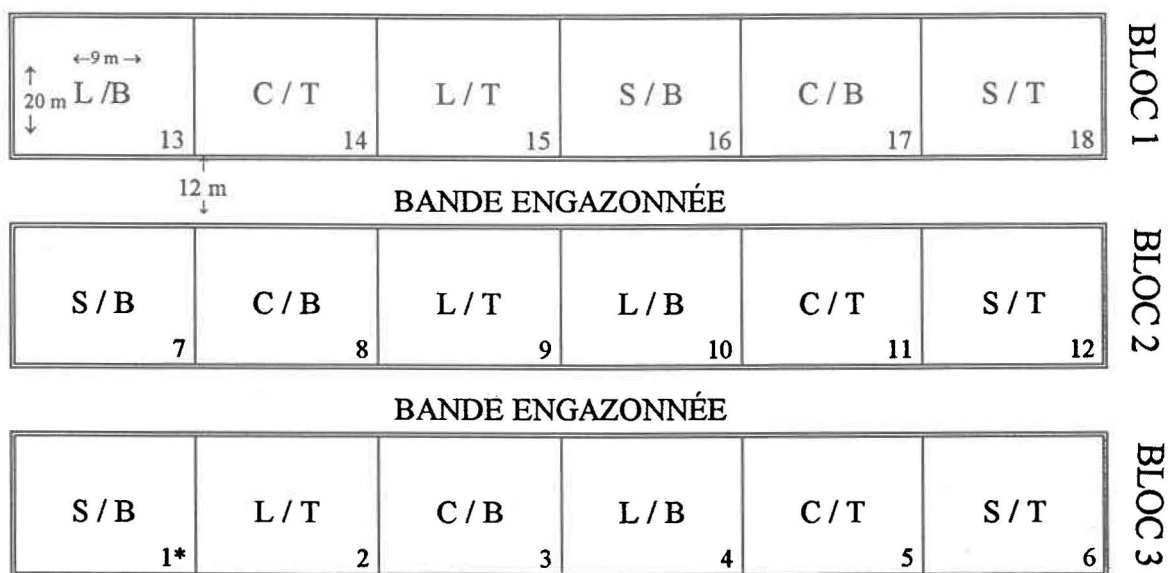 ←9 m→
↑
20 m
↓
L /B
13
C / T
14
L / T
15
S / B
16
C / B
17
S / T
18
BLOC 1
↑
12 m
↓
BANDE ENGAZONNÉE
S / B
7
C / B
8
L / T
9
L / B
10
C / T
11
S / T
12
BLOC 2
BANDE ENGAZONNÉE
S / B
1*
L / T
2
C / B
3
L / B
4
C / T
5
S / T
6
BLOC 3